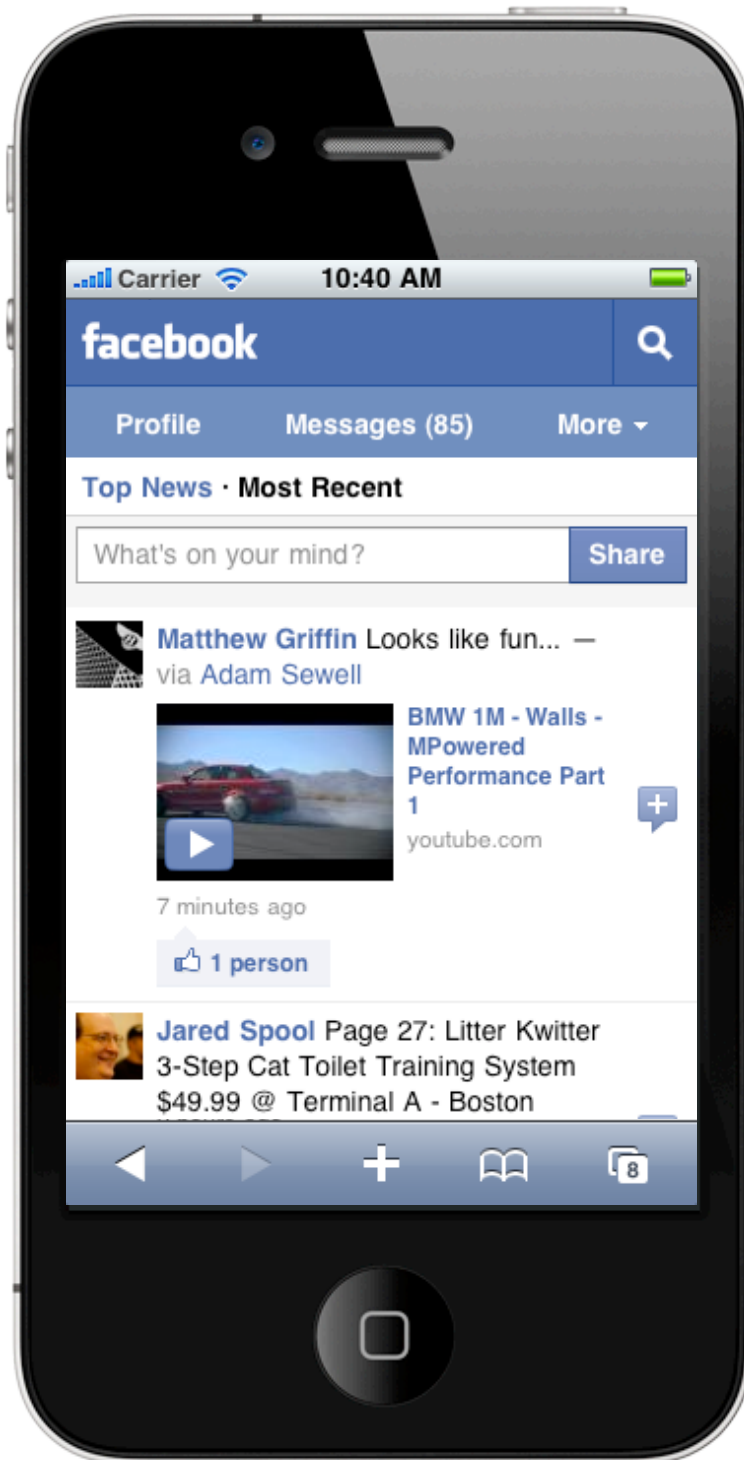 Carrier 10:40 AM
facebook
Profile Messages (85) More
Top News · Most Recent
What's on your mind? Share
Matthew Griffin Looks like fun... —
via Adam Sewell
BMW 1M - Walls -
MPowered
Performance Part
1
youtube.com
7 minutes ago
1 person
Jared Spool Page 27: Litter Kwitter
3-Step Cat Toilet Training System
$49.99 @ Terminal A - Boston
8